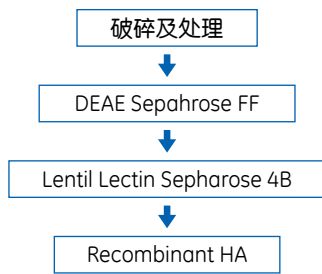 破碎及处理
DEAE Sepahrose FF
Lentil Lectin Sepharose 4B
Recombinant HA